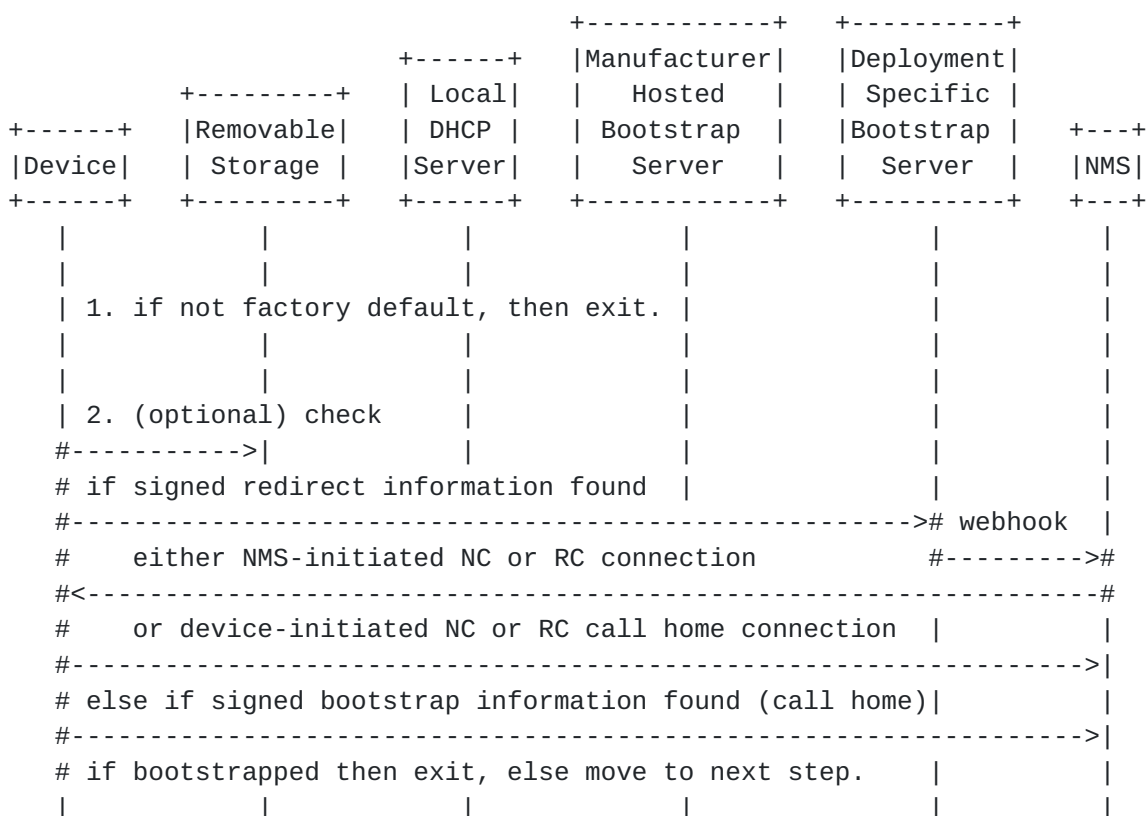 +------------+   +----------+
                          +------+   |Manufacturer|   |Deployment|
            +---------+   | Local|   |   Hosted   |   | Specific |
+------+    |Removable|   | DHCP |   | Bootstrap  |   |Bootstrap |   +---+
|Device|    | Storage |   |Server|   |   Server   |   |  Server  |   |NMS|
+------+    +---------+   +------+   +------------+   +----------+   +---+
   |             |            |             |               |          |
   |             |            |             |               |          |
   | 1. if not factory default, then exit. |               |          |
   |             |            |             |               |          |
   |             |            |             |               |          |
   | 2. (optional) check      |             |               |          |
   #------------>|            |             |               |          |
   # if signed redirect information found  |               |          |
   #------------------------------------------------------># webhook  |
   #    either NMS-initiated NC or RC connection           #--------->#
   #<-----------------------------------------------------------------#
   #    or device-initiated NC or RC call home connection  |          |
   #----------------------------------------------------------------->|
   # else if signed bootstrap information found (call home)|          |
   #----------------------------------------------------------------->|
   # if bootstrapped then exit, else move to next step.    |          |
   |             |            |             |               |          |